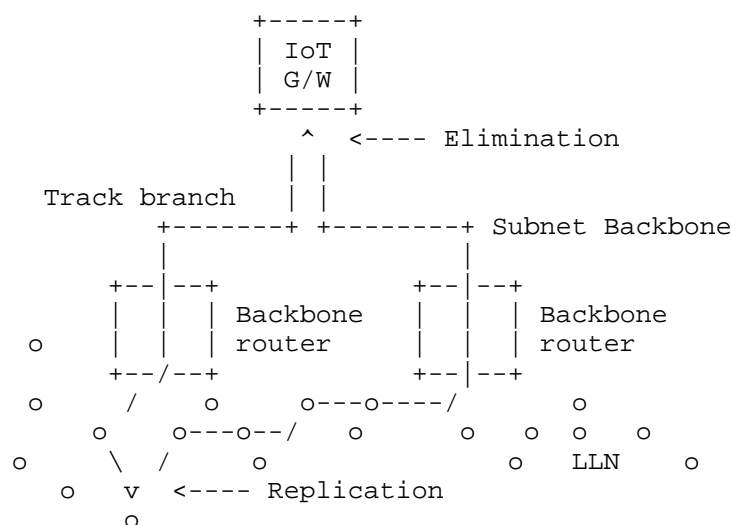 +-----+
| IoT |
| G/W |
+-----+
^ <---- Elimination
| |
Track branch | |
+-------+ +--------+ Subnet Backbone
| |
+--|--+ +--|--+
| | | Backbone | | | Backbone
o | | | router | | | router
+--/--+ +--|--+
o / o o---o----/ o
o o---o--/ o o o o o
o \ / o o LLN o
o v <---- Replication
o